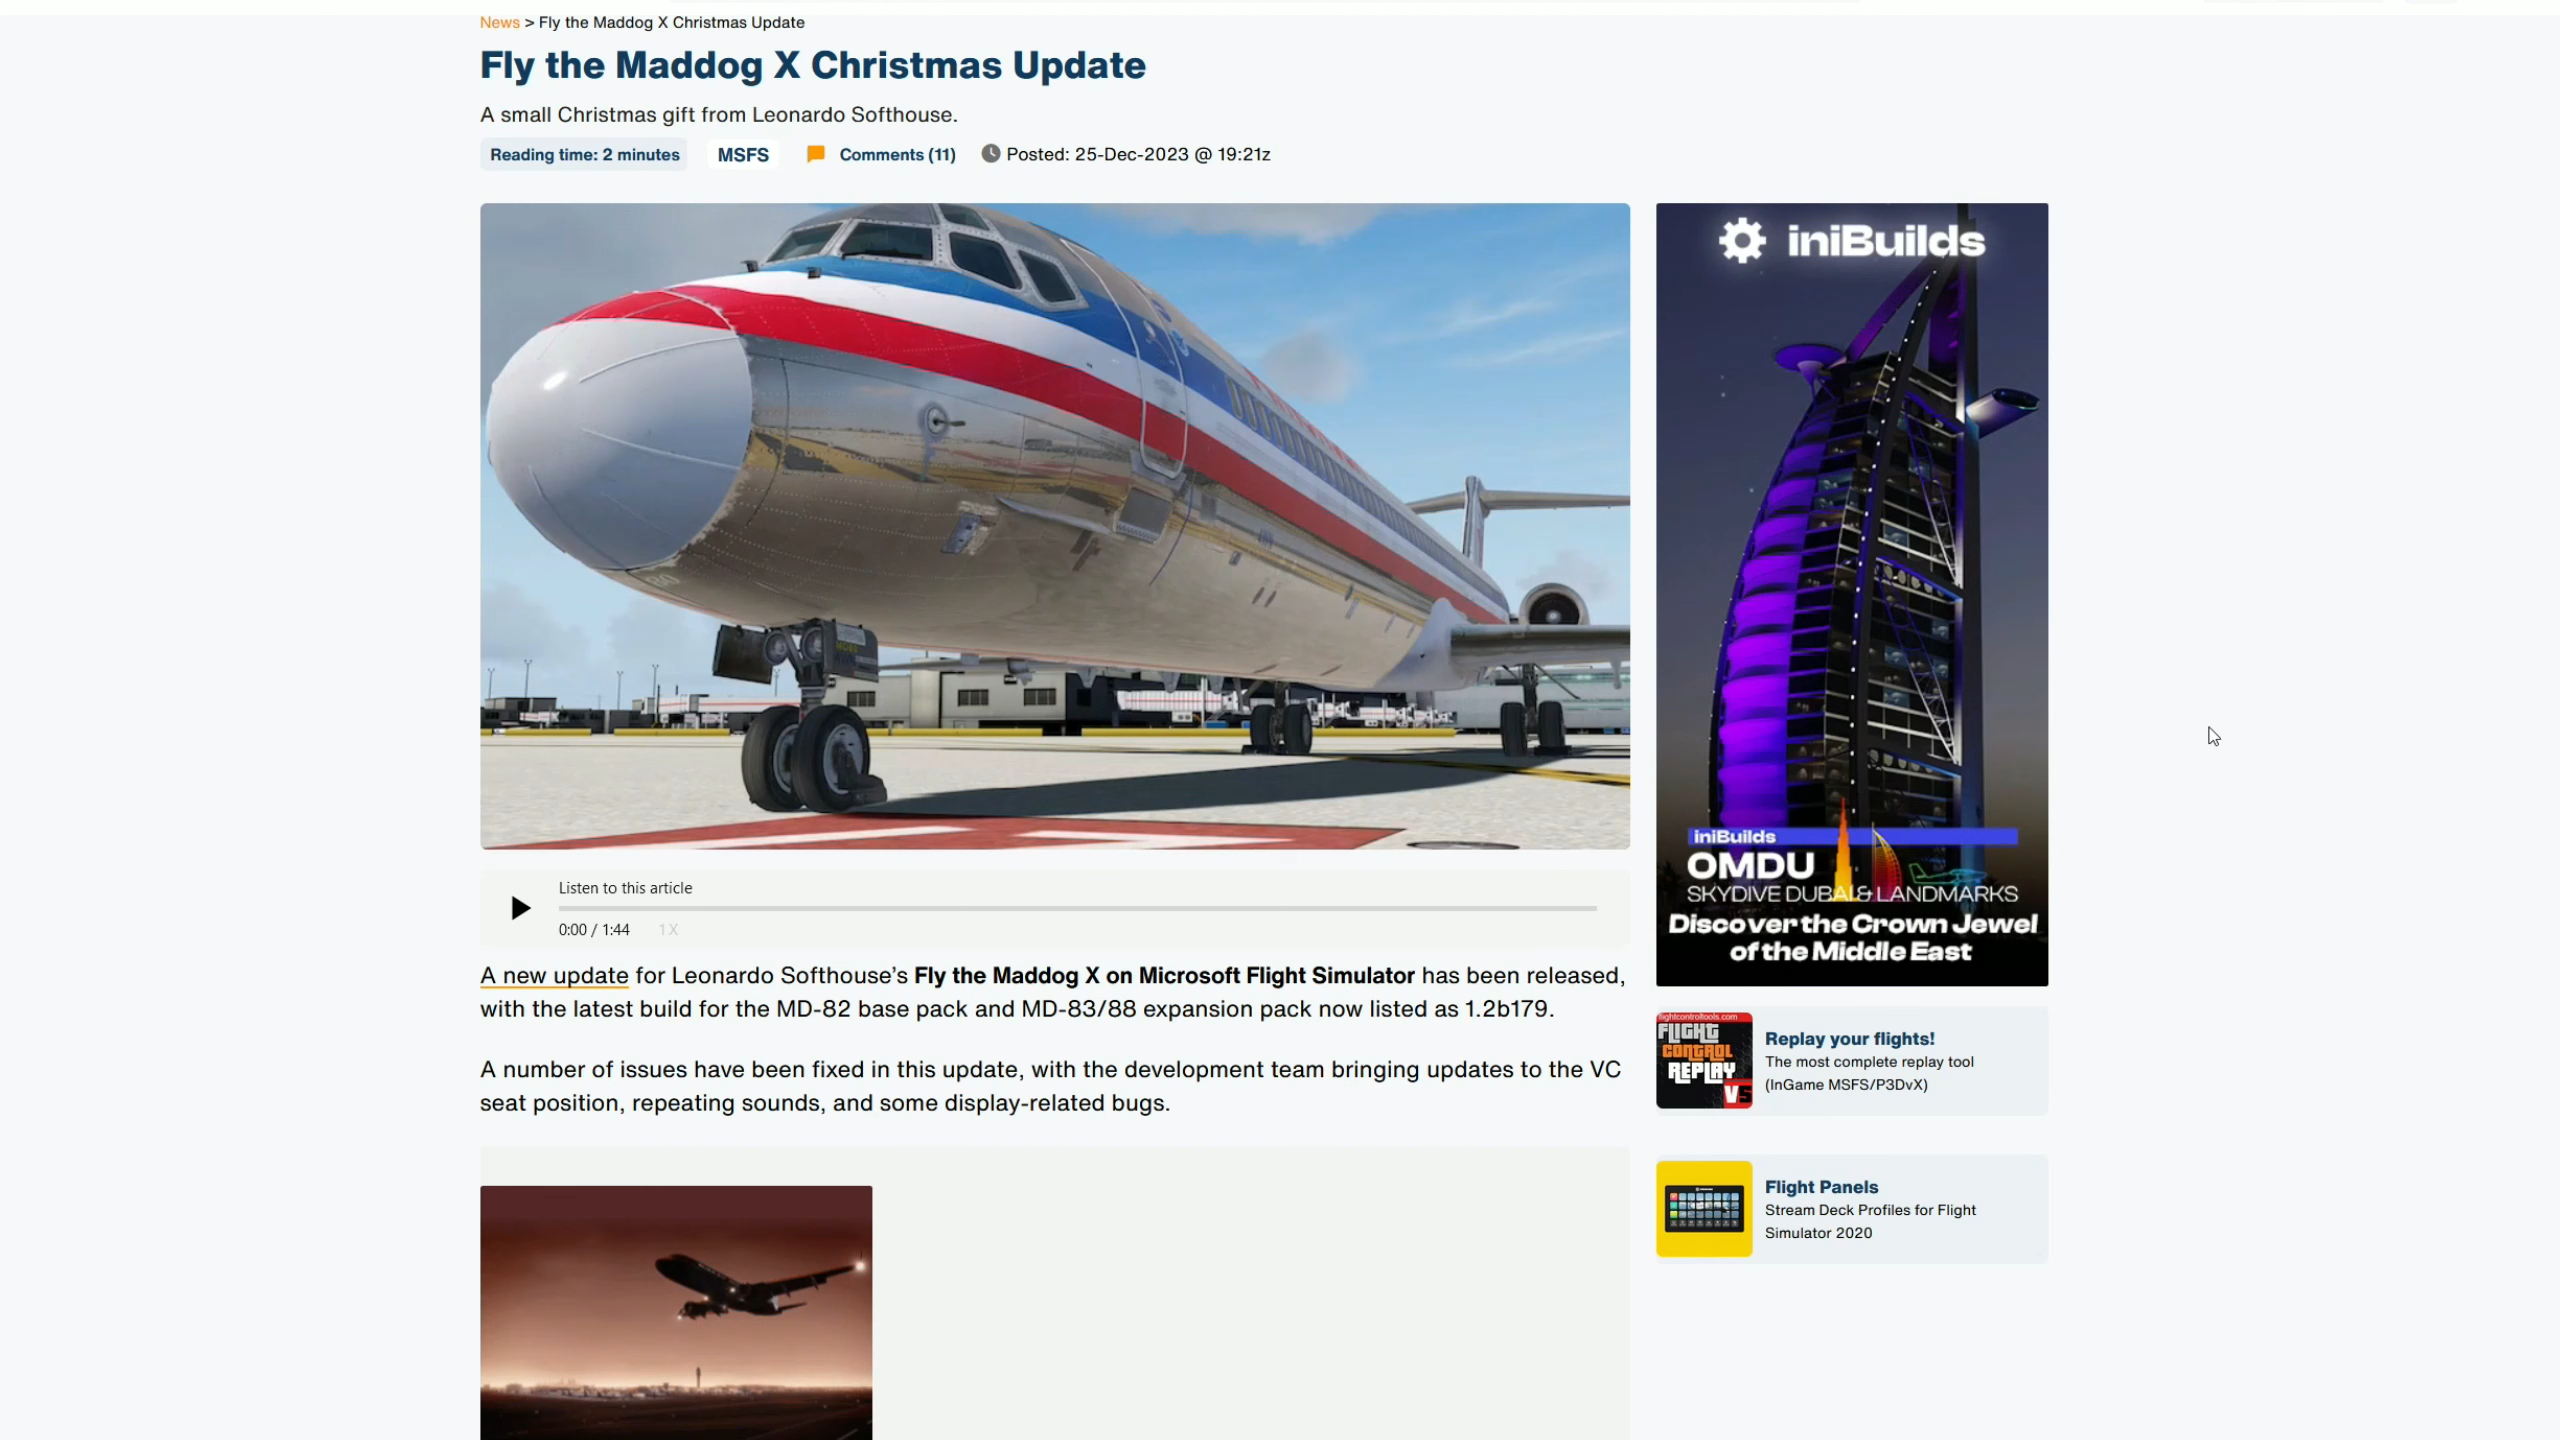 News > Fly the Maddog X Christmas Update
Fly the Maddog X Christmas Update
A small Christmas gift from Leonardo Softhouse.
Reading time: 2 minutes MSFS Comments (11) Posted: 25-Dec-2023 @ 19:21z
Listen to this article
0:00 / 1:44 1X
A new update for Leonardo Softhouse’s Fly the Maddog X on Microsoft Flight Simulator has been released,
with the latest build for the MD-82 base pack and MD-83/88 expansion pack now listed as 1.2b179.
A number of issues have been fixed in this update, with the development team bringing updates to the VC
seat position, repeating sounds, and some display-related bugs.
iniBuilds
iniBuilds
OMDU
SKYDIVE DUBAI & LANDMARKS
Discover the Crown Jewel
of the Middle East
flightcontroltools.com
FLIGHT
CONTROL
REPLAY
Replay your flights!
The most complete replay tool
(InGame MSFS/P3DvX)
Flight Panels
Stream Deck Profiles for Flight
Simulator 2020